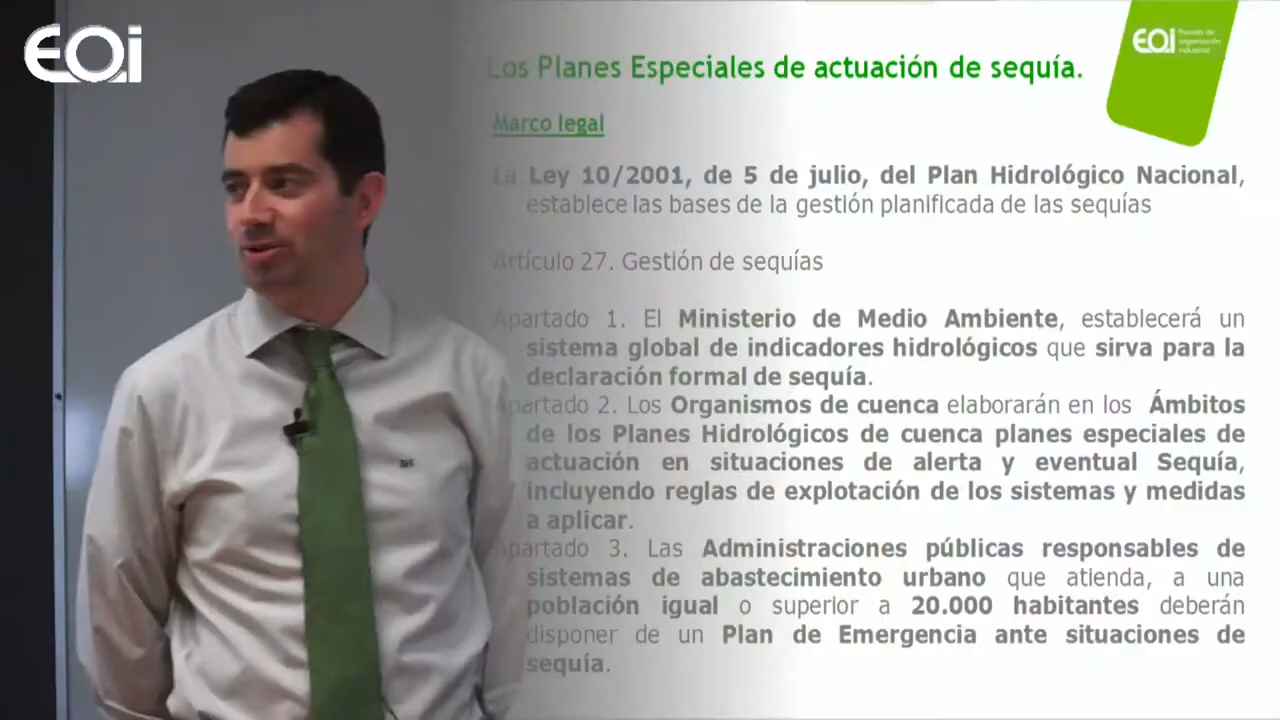 eoi
eoi escuela de
organización
industrial
Los Planes Especiales de actuación de sequía.
Marco legal
La Ley 10/2001, de 5 de julio, del Plan Hidrológico Nacional,
establece las bases de la gestión planificada de las sequías
Artículo 27. Gestión de sequías
Apartado 1. El Ministerio de Medio Ambiente, establecerá un
sistema global de indicadores hidrológicos que sirva para la
declaración formal de sequía.
Apartado 2. Los Organismos de cuenca elaborarán en los Ámbitos
de los Planes Hidrológicos de cuenca planes especiales de
actuación en situaciones de alerta y eventual Sequía,
incluyendo reglas de explotación de los sistemas y medidas
a aplicar.
Apartado 3. Las Administraciones públicas responsables de
sistemas de abastecimiento urbano que atienda, a una
población igual o superior a 20.000 habitantes deberán
disponer de un Plan de Emergencia ante situaciones de
sequía.